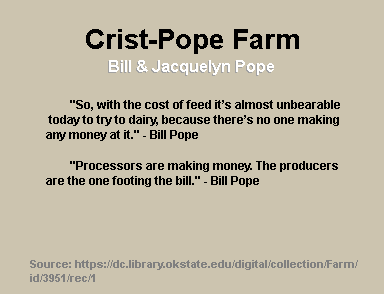 Crist-Pope Farm
Bill & Jacquelyn Pope
"So, with the cost of feed it's almost unbearable
today to try to dairy, because there's no one making
any money at it." - Bill Pope
"Processors are making money. The producers
are the one footing the bill." - Bill Pope
Source: https://dc.library.okstate.edu/digital/collection/Farm/
id/3951/rec/1